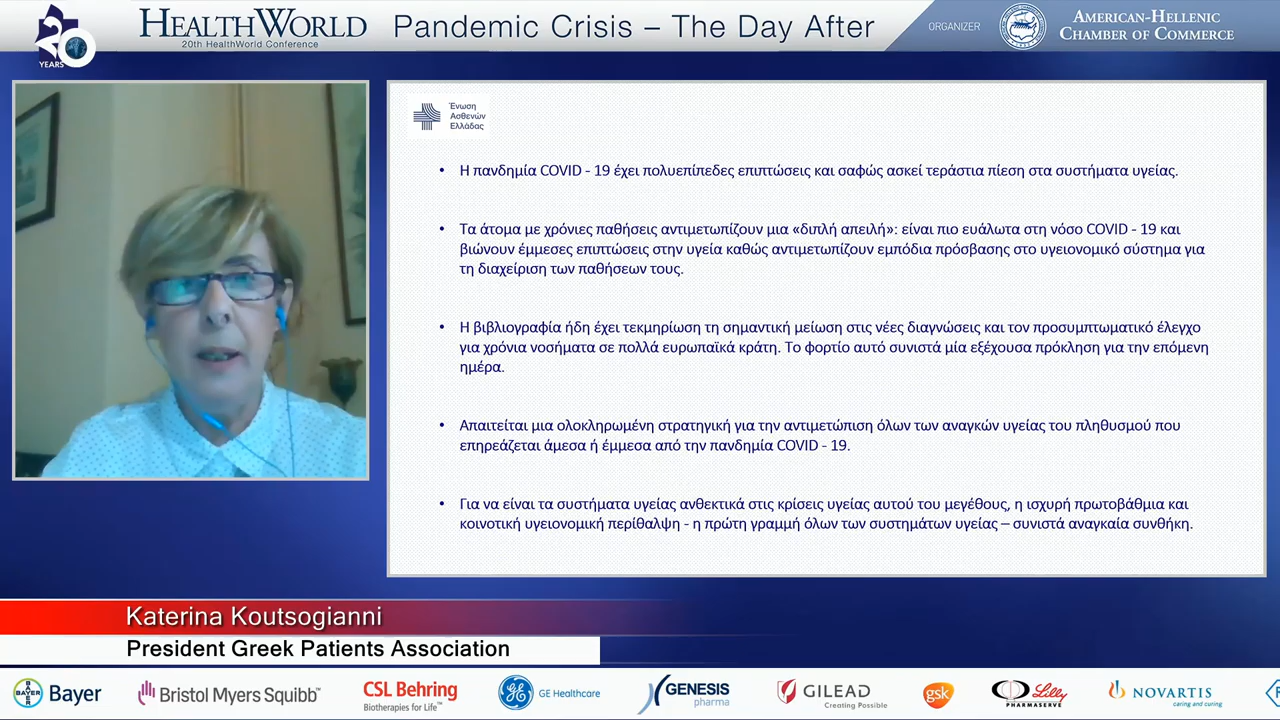 20
YEARS
HEALTHWORLD
20th HealthWorld Conference
Pandemic Crisis – The Day After
ORGANIZER
AMERICAN-HELLENIC
CHAMBER OF COMMERCE
Ένωση
Ασθενών
Ελλάδας
• Η πανδημία COVID - 19 έχει πολυεπίπεδες επιπτώσεις και σαφώς ασκεί τεράστια πίεση στα συστήματα υγείας.
• Τα άτομα με χρόνιες παθήσεις αντιμετωπίζουν μια «διπλή απειλή»: είναι πιο ευάλωτα στη νόσο COVID - 19 και
βιώνουν έμμεσες επιπτώσεις στην υγεία καθώς αντιμετωπίζουν εμπόδια πρόσβασης στο υγειονομικό σύστημα για
τη διαχείριση των παθήσεων τους.
• Η βιβλιογραφία ήδη έχει τεκμηρίωση τη σημαντική μείωση στις νέες διαγνώσεις και τον προσυμπτωματικό έλεγχο
για χρόνια νοσήματα σε πολλά ευρωπαϊκά κράτη. Το φορτίο αυτό συνιστά μία εξέχουσα πρόκληση για την επόμενη
ημέρα.
• Απαιτείται μια ολοκληρωμένη στρατηγική για την αντιμετώπιση όλων των αναγκών υγείας του πληθυσμού που
επηρεάζεται άμεσα ή έμμεσα από την πανδημία COVID - 19.
• Για να είναι τα συστήματα υγείας ανθεκτικά στις κρίσεις υγείας αυτού του μεγέθους, η ισχυρή πρωτοβάθμια και
κοινοτική υγειονομική περίθαλψη - η πρώτη γραμμή όλων των συστημάτων υγείας – συνιστά αναγκαία συνθήκη.
Katerina Koutsogianni
President Greek Patients Association
BAYER
Bayer
Bristol Myers Squibb™
CSL Behring
Biotherapies for Life™
GE Healthcare
GENESIS
pharma
GILEAD
Creating Possible
gsk
Lilly
PHARMASERVE
NOVARTIS
caring and curing